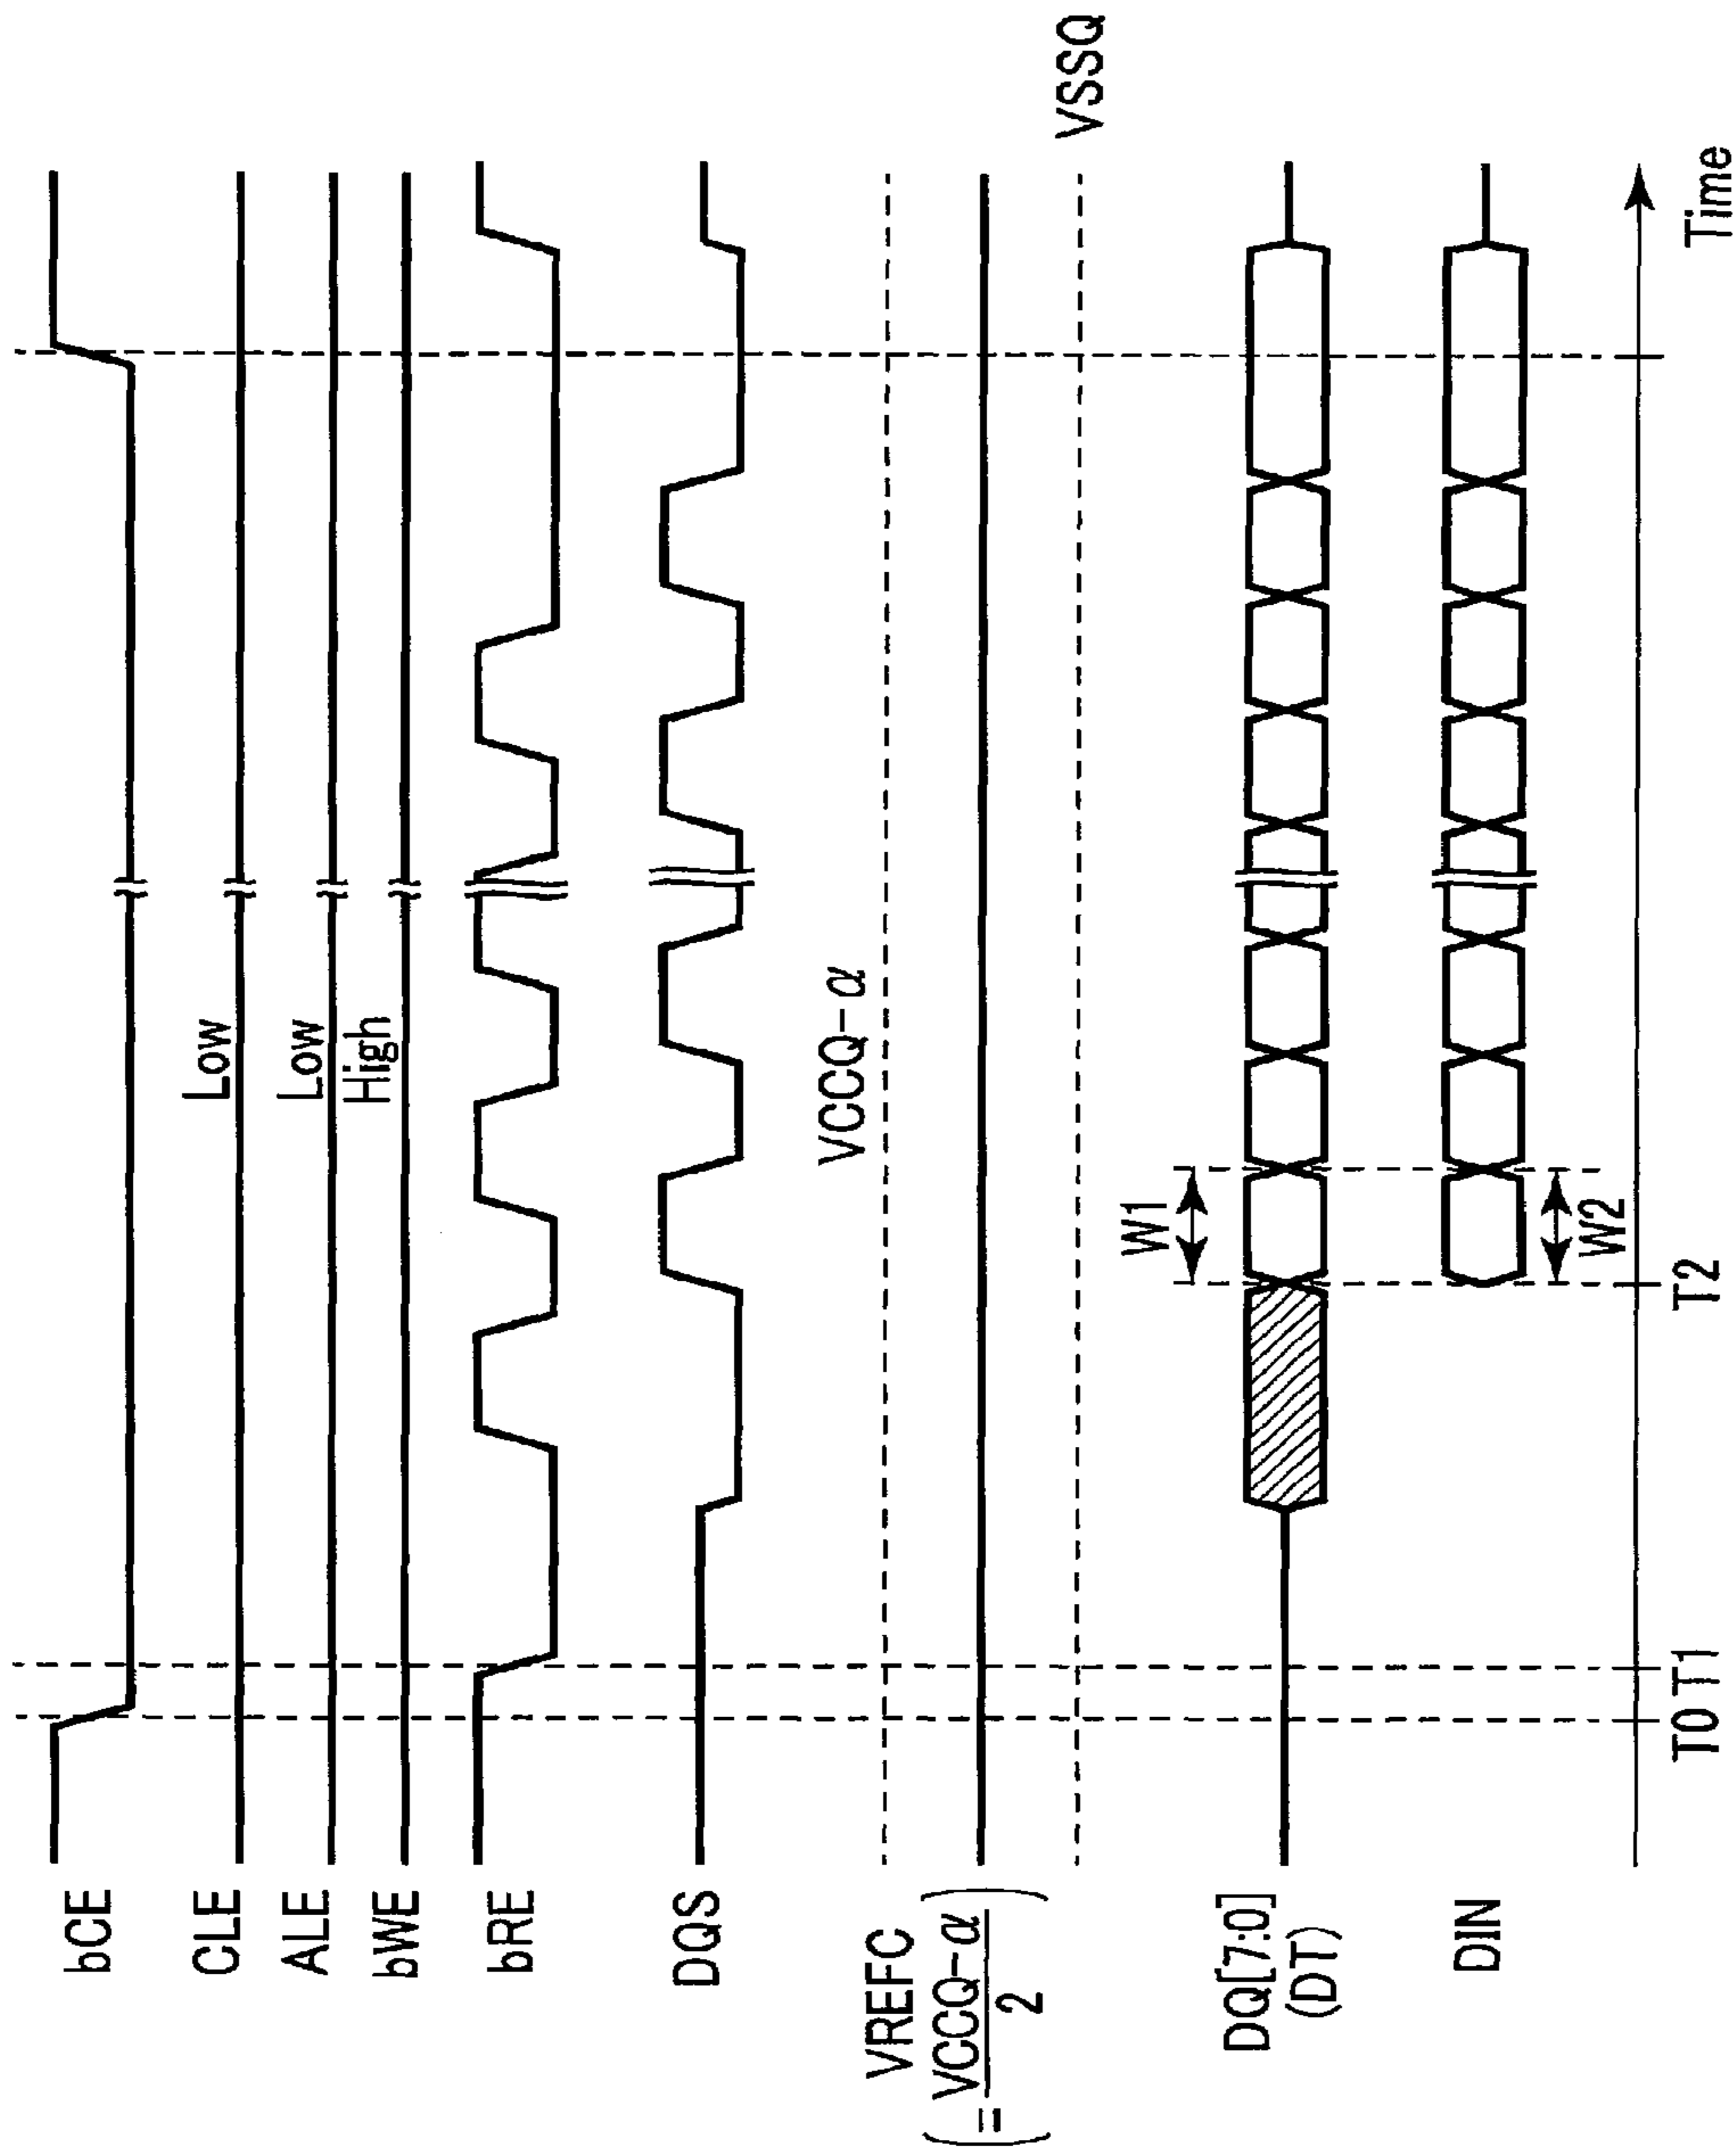 bCE
CLE
Low
ALE
Low
bWE
High
bRE
DQS
VCCQ-α
VREFC
(= VCCQ-α / 2)
VSSQ
W1
DQ[7:0]
(DT)
DIN
W2
T0 T1 T2
Time